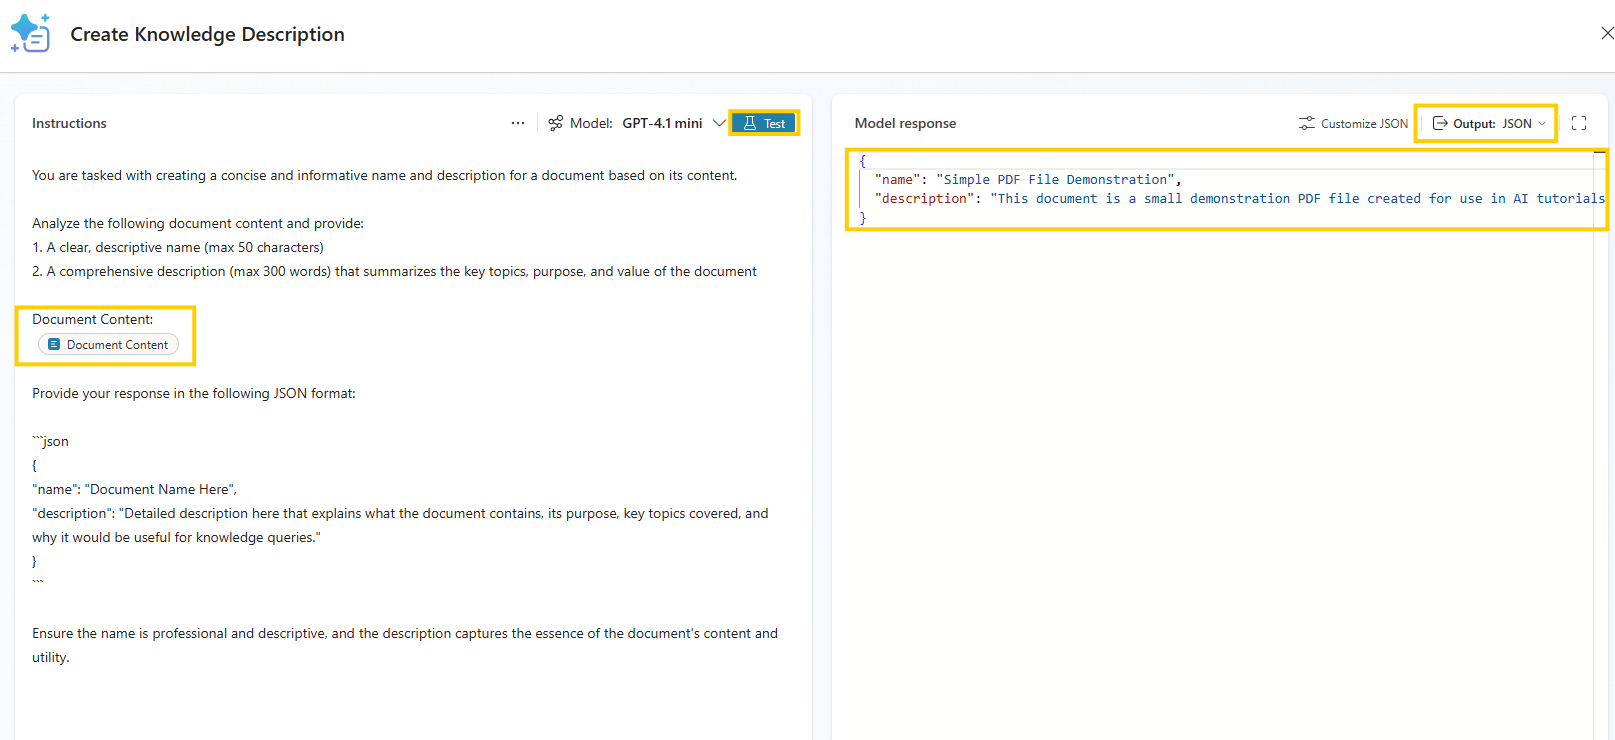 Create Knowledge Description
Instructions
Model: GPT-4.1 mini
Test
You are tasked with creating a concise and informative name and description for a document based on its content.
Analyze the following document content and provide:
1. A clear, descriptive name (max 50 characters)
2. A comprehensive description (max 300 words) that summarizes the key topics, purpose, and value of the document
Document Content:
Document Content
Provide your response in the following JSON format:
```json
{
"name": "Document Name Here",
"description": "Detailed description here that explains what the document contains, its purpose, key topics covered, and
why it would be useful for knowledge queries."
}
```
Ensure the name is professional and descriptive, and the description captures the essence of the document's content and
utility.
Model response
Customize JSON
Output: JSON
{
"name": "Simple PDF File Demonstration",
"description": "This document is a small demonstration PDF file created for use in AI tutorials
}